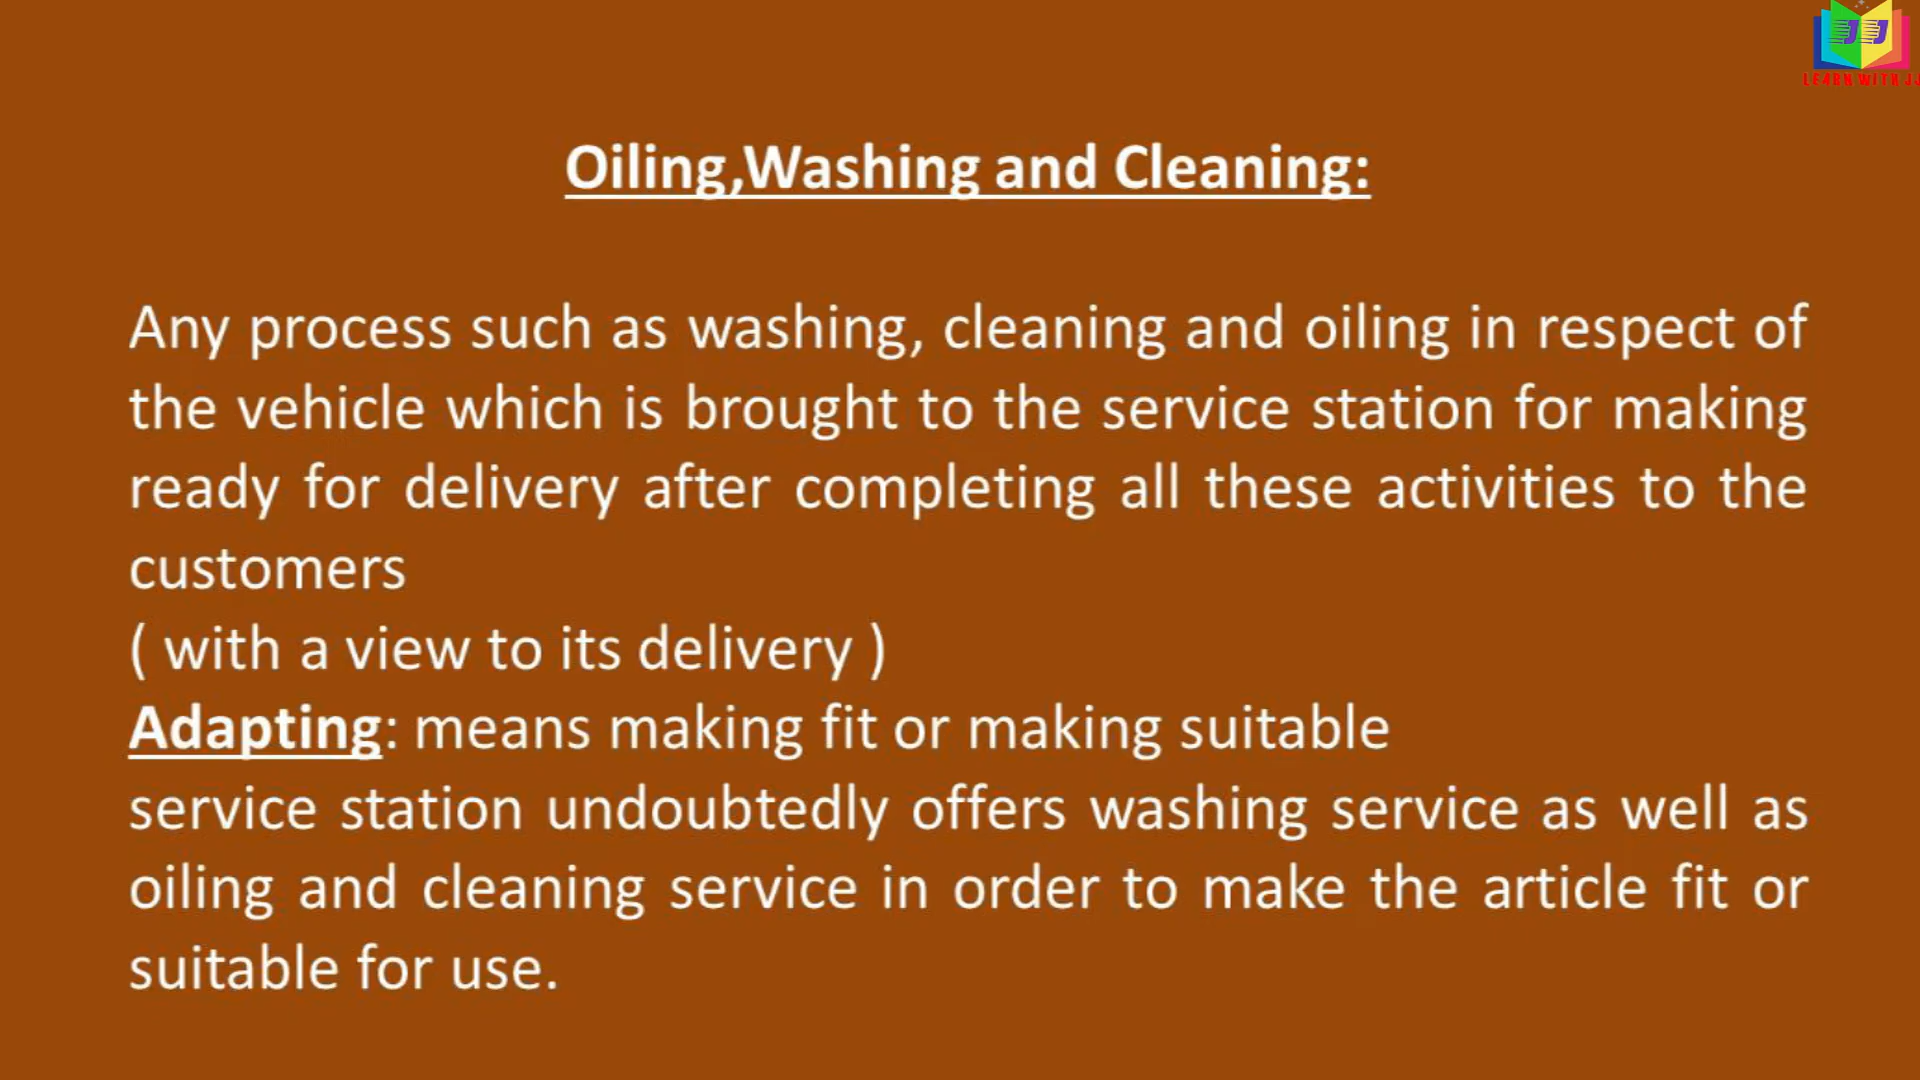 LEARN WITH JJ
Oiling,Washing and Cleaning:
Any process such as washing, cleaning and oiling in respect of
the vehicle which is brought to the service station for making
ready for delivery after completing all these activities to the
customers
( with a view to its delivery )
Adapting: means making fit or making suitable
service station undoubtedly offers washing service as well as
oiling and cleaning service in order to make the article fit or
suitable for use.